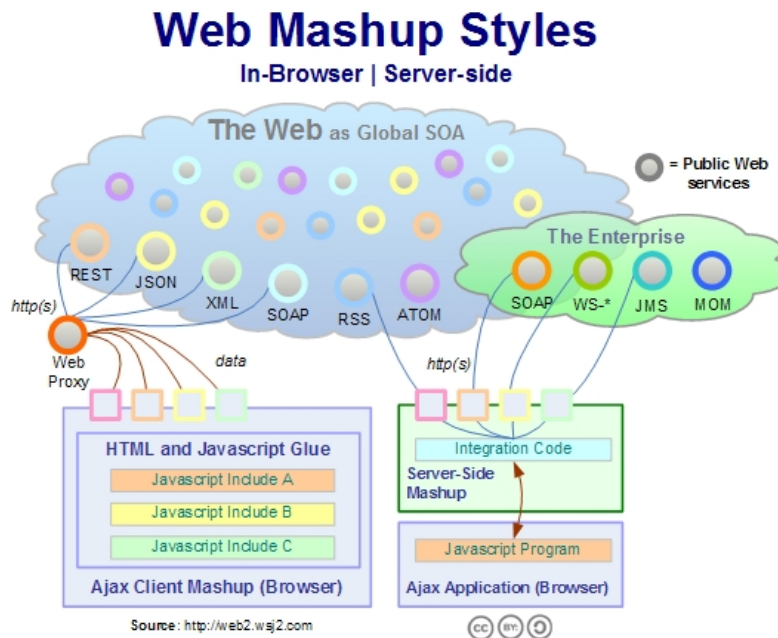 Web Mashup Styles
In-Browser | Server-side
The Web as Global SOA
= Public Web
services
The Enterprise
REST
JSON
XML
SOAP
RSS
ATOM
SOAP
WS-*
JMS
MOM
http(s)
Web
Proxy
data
http(s)
HTML and Javascript Glue
Javascript Include A
Javascript Include B
Javascript Include C
Ajax Client Mashup (Browser)
Integration Code
Server-Side
Mashup
Javascript Program
Ajax Application (Browser)
Source: http://web2.wsj2.com
CC BY: